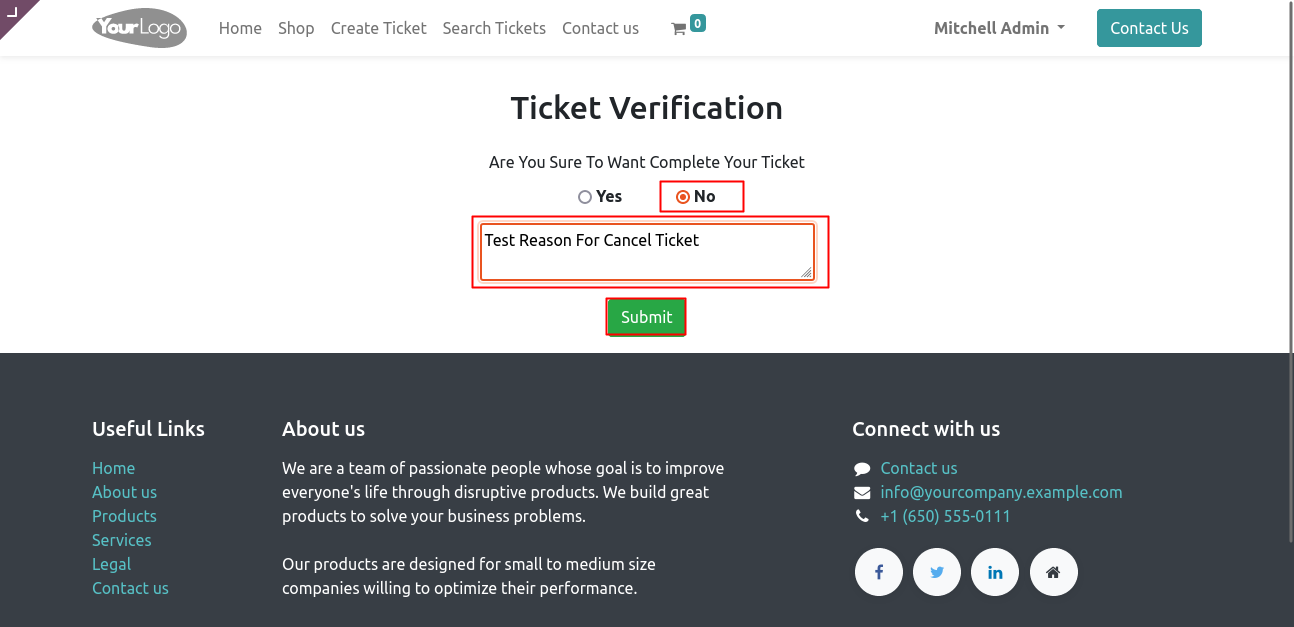 YourLogo
Home Shop Create Ticket Search Tickets Contact us 0 Mitchell Admin Contact Us
Ticket Verification
Are You Sure To Want Complete Your Ticket
Yes No
Test Reason For Cancel Ticket
Submit
Useful Links
Home
About us
Products
Services
Legal
Contact us
About us
We are a team of passionate people whose goal is to improve
everyone's life through disruptive products. We build great
products to solve your business problems.
Our products are designed for small to medium size
companies willing to optimize their performance.
Connect with us
Contact us
info@yourcompany.example.com
+1 (650) 555-0111